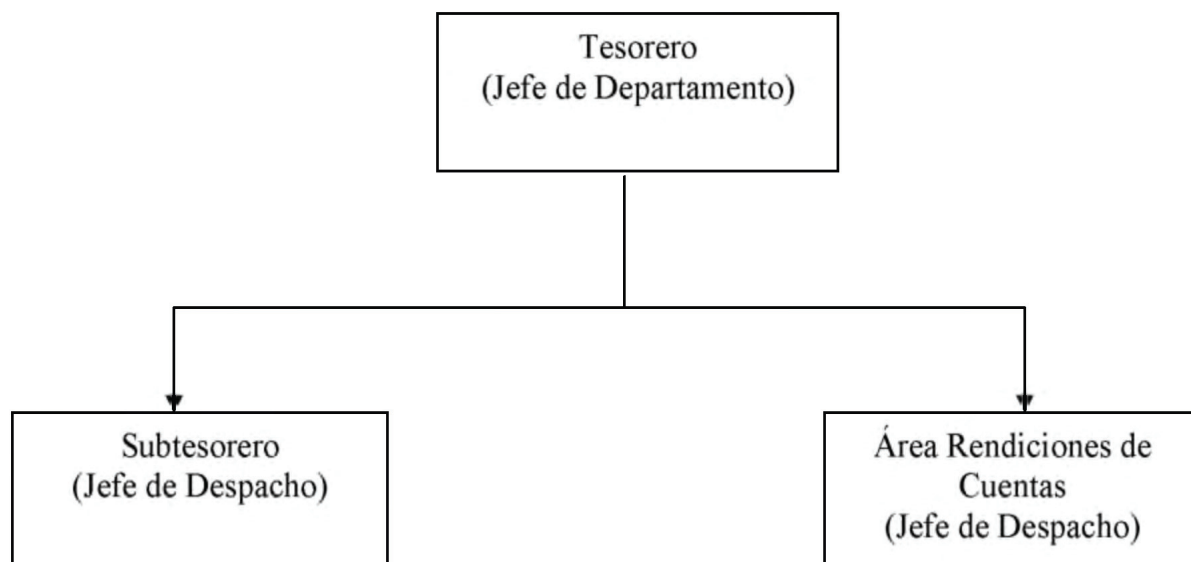 Tesorero
(Jefe de Departamento)
Subtesorero
(Jefe de Despacho)
Área Rendiciones de
Cuentas
(Jefe de Despacho)